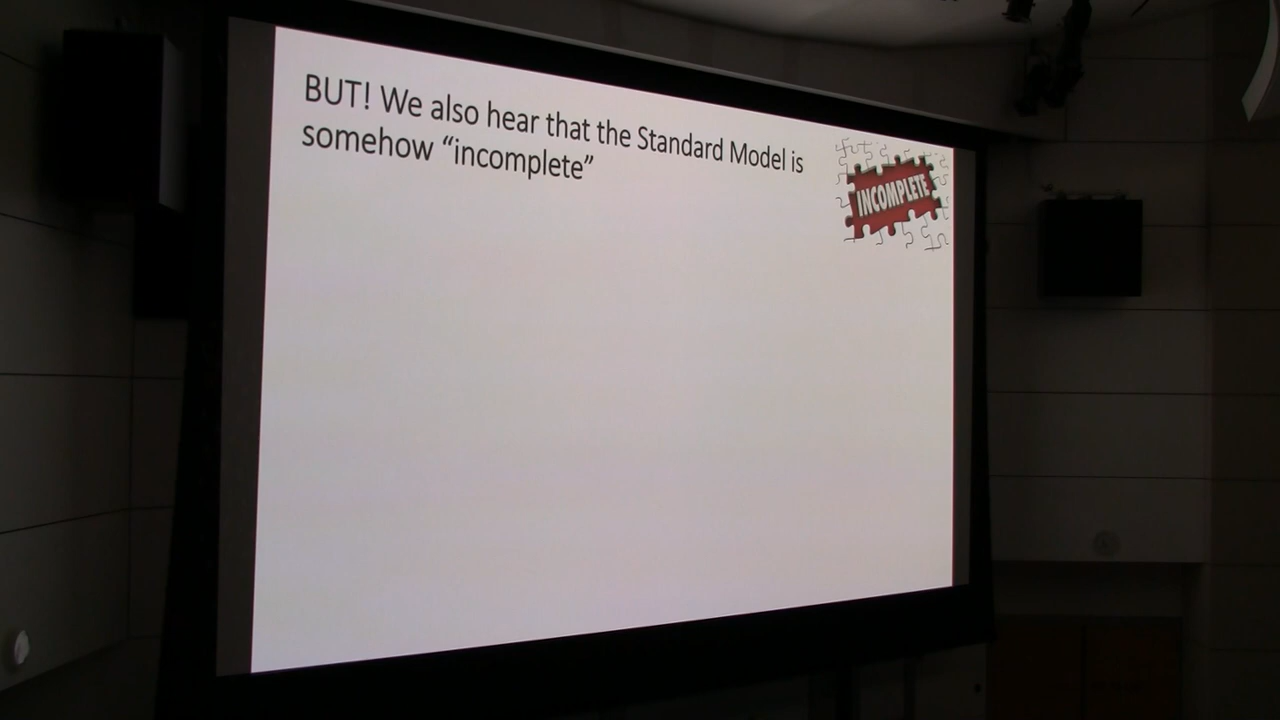 BUT! We also hear that the Standard Model is
somehow “incomplete”
INCOMPLETE